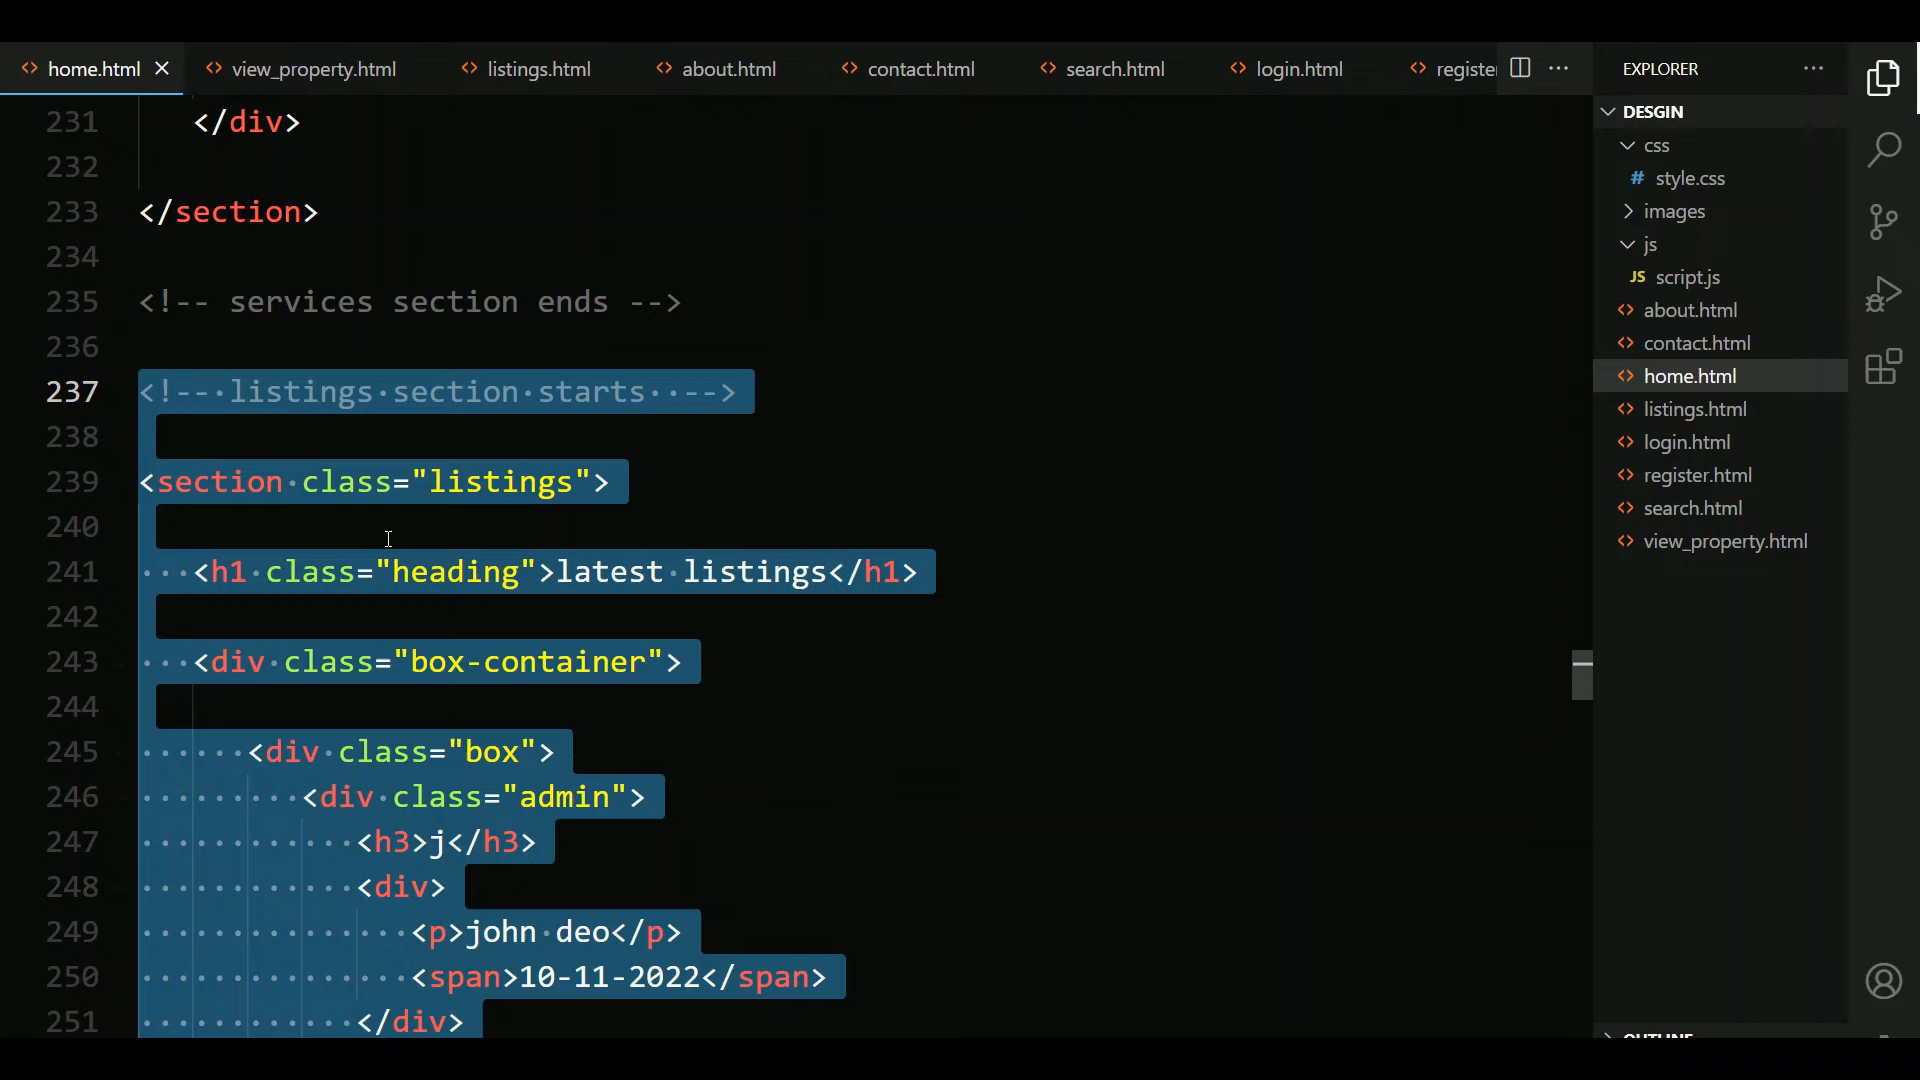 home.html
view_property.html
listings.html
about.html
contact.html
search.html
login.html
registe
EXPLORER
DESGIN
css
# style.css
images
js
JS script.js
about.html
contact.html
home.html
listings.html
login.html
register.html
search.html
view_property.html
231 </div>
232
233 </section>
234
235 <!-- services section ends -->
236
237 <!-- listings section starts  -->
238
239 <section class="listings">
240
241 <h1 class="heading">latest listings</h1>
242
243 <div class="box-container">
244
245 <div class="box">
246 <div class="admin">
247 <h3>j</h3>
248 <div>
249 <p>john deo</p>
250 <span>10-11-2022</span>
251 </div>
OUTLINE